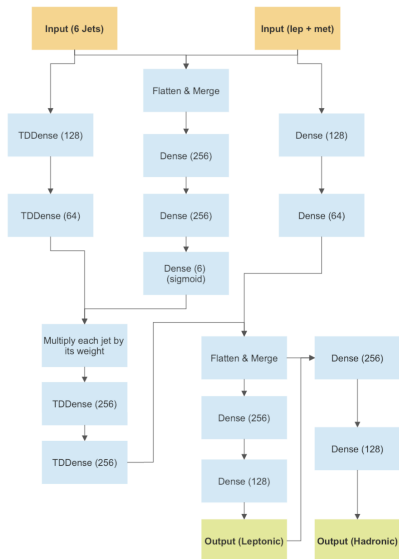 Input (6 Jets)
Input (lep + met)
Flatten & Merge
TDDense (128)
Dense (256)
Dense (128)
TDDense (64)
Dense (256)
Dense (64)
Dense (6)
(sigmoid)
Multiply each jet by
its weight
Flatten & Merge
Dense (256)
TDDense (256)
Dense (256)
TDDense (256)
Dense (128)
Dense (128)
Output (Leptonic)
Output (Hadronic)